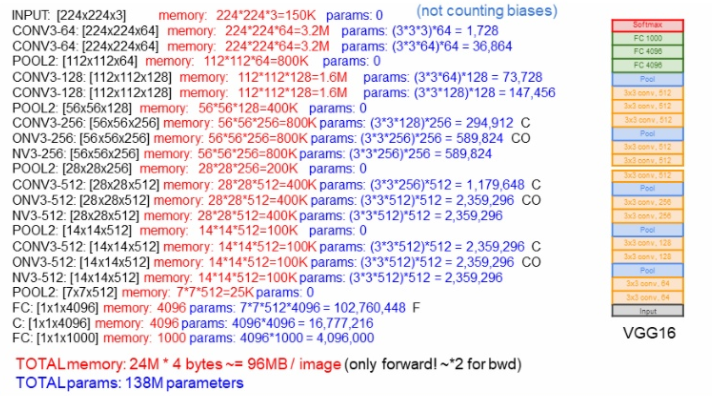 INPUT: [224x224x3] memory: 224*224*3=150K params: 0 (not counting biases)
CONV3-64: [224x224x64] memory: 224*224*64=3.2M params: (3*3*3)*64 = 1,728
CONV3-64: [224x224x64] memory: 224*224*64=3.2M params: (3*3*64)*64 = 36,864
POOL2: [112x112x64] memory: 112*112*64=800K params: 0
CONV3-128: [112x112x128] memory: 112*112*128=1.6M params: (3*3*64)*128 = 73,728
CONV3-128: [112x112x128] memory: 112*112*128=1.6M params: (3*3*128)*128 = 147,456
POOL2: [56x56x128] memory: 56*56*128=400K params: 0
CONV3-256: [56x56x256] memory: 56*56*256=800K params: (3*3*128)*256 = 294,912 C
ONV3-256: [56x56x256] memory: 56*56*256=800K params: (3*3*256)*256 = 589,824 CO
NV3-256: [56x56x256] memory: 56*56*256=800K params: (3*3*256)*256 = 589,824
POOL2: [28x28x256] memory: 28*28*256=200K params: 0
CONV3-512: [28x28x512] memory: 28*28*512=400K params: (3*3*256)*512 = 1,179,648 C
ONV3-512: [28x28x512] memory: 28*28*512=400K params: (3*3*512)*512 = 2,359,296 CO
NV3-512: [28x28x512] memory: 28*28*512=400K params: (3*3*512)*512 = 2,359,296
POOL2: [14x14x512] memory: 14*14*512=100K params: 0
CONV3-512: [14x14x512] memory: 14*14*512=100K params: (3*3*512)*512 = 2,359,296 C
ONV3-512: [14x14x512] memory: 14*14*512=100K params: (3*3*512)*512 = 2,359,296 CO
NV3-512: [14x14x512] memory: 14*14*512=100K params: (3*3*512)*512 = 2,359,296
POOL2: [7x7x512] memory: 7*7*512=25K params: 0
FC: [1x1x4096] memory: 4096 params: 7*7*512*4096 = 102,760,448 F
C: [1x1x4096] memory: 4096 params: 4096*4096 = 16,777,216
FC: [1x1x1000] memory: 1000 params: 4096*1000 = 4,096,000
TOTAL memory: 24M * 4 bytes ~= 96MB / image (only forward! ~*2 for bwd)
TOTAL params: 138M parameters
Softmax
FC 1000
FC 4096
FC 4096
Pool
3x3 conv, 512
3x3 conv, 512
3x3 conv, 512
Pool
3x3 conv, 512
3x3 conv, 512
3x3 conv, 512
Pool
3x3 conv, 256
3x3 conv, 256
Pool
3x3 conv, 128
3x3 conv, 128
Pool
3x3 conv, 64
3x3 conv, 64
Input
VGG16